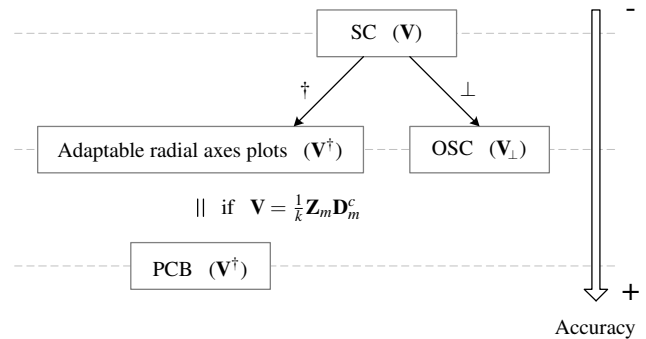 SC (V)
-
† ⊥
Adaptable radial axes plots (V†) OSC (V⊥)
|| if V = 1/k Z_m D_m^c
PCB (V†)
+
Accuracy